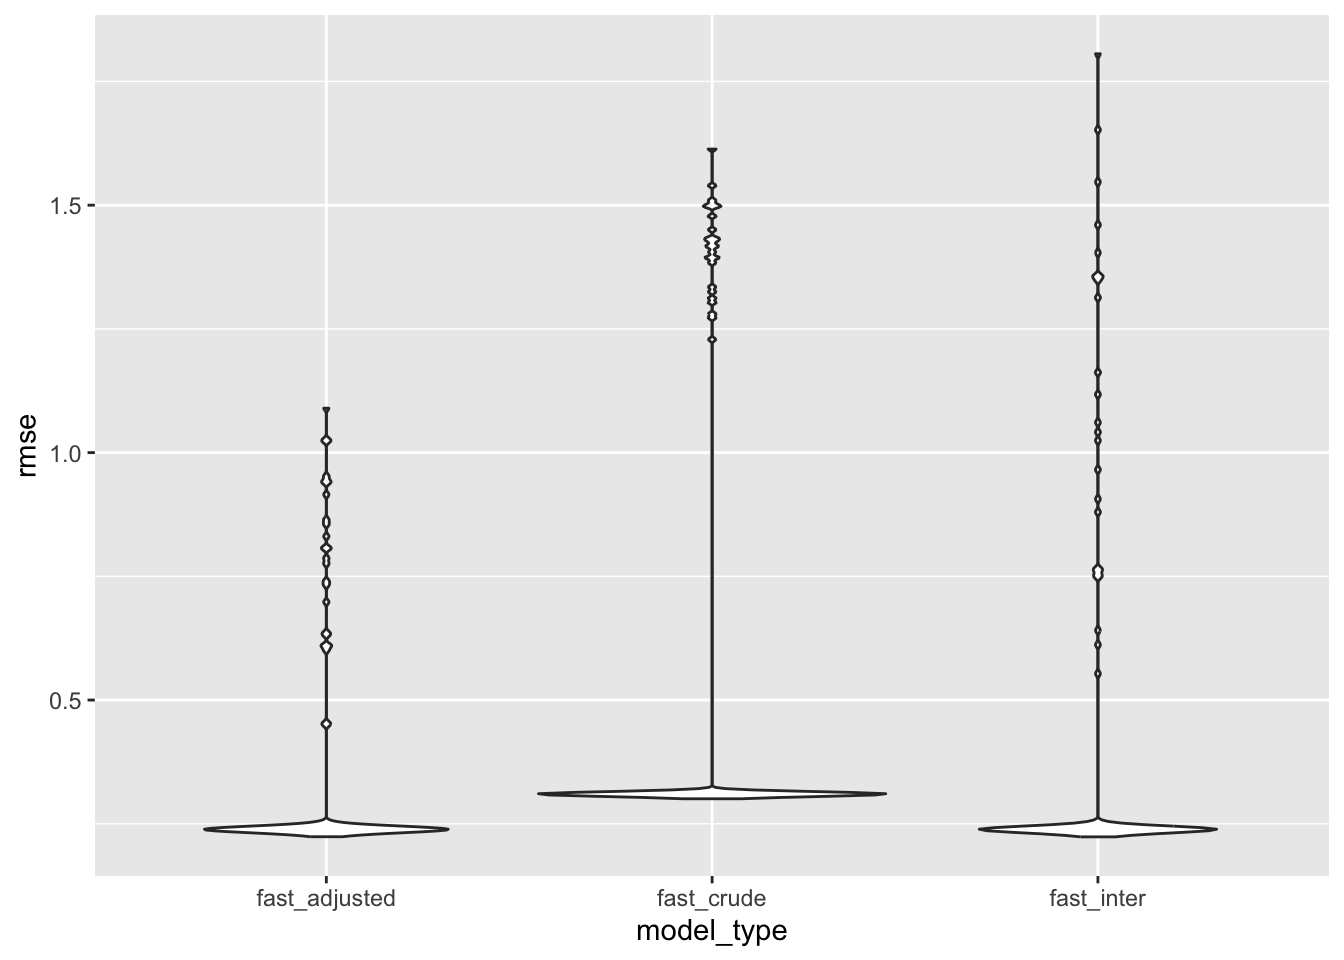 rmse
1.5
1.0
0.5
fast_adjusted
fast_crude
fast_inter
model_type